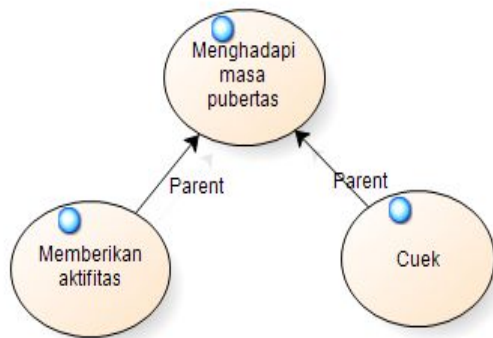 Menghadapi
masa
pubertas
Parent
Parent
Memberikan
aktifitas
Cuek